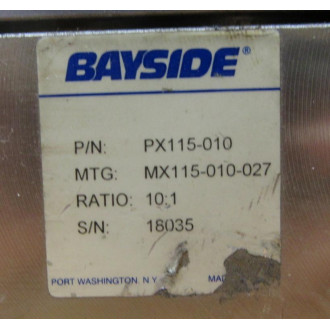 BAYSIDE®
P/N: PX115-010
MTG: MX115-010-027
RATIO: 10:1
S/N: 18035
PORT WASHINGTON N Y